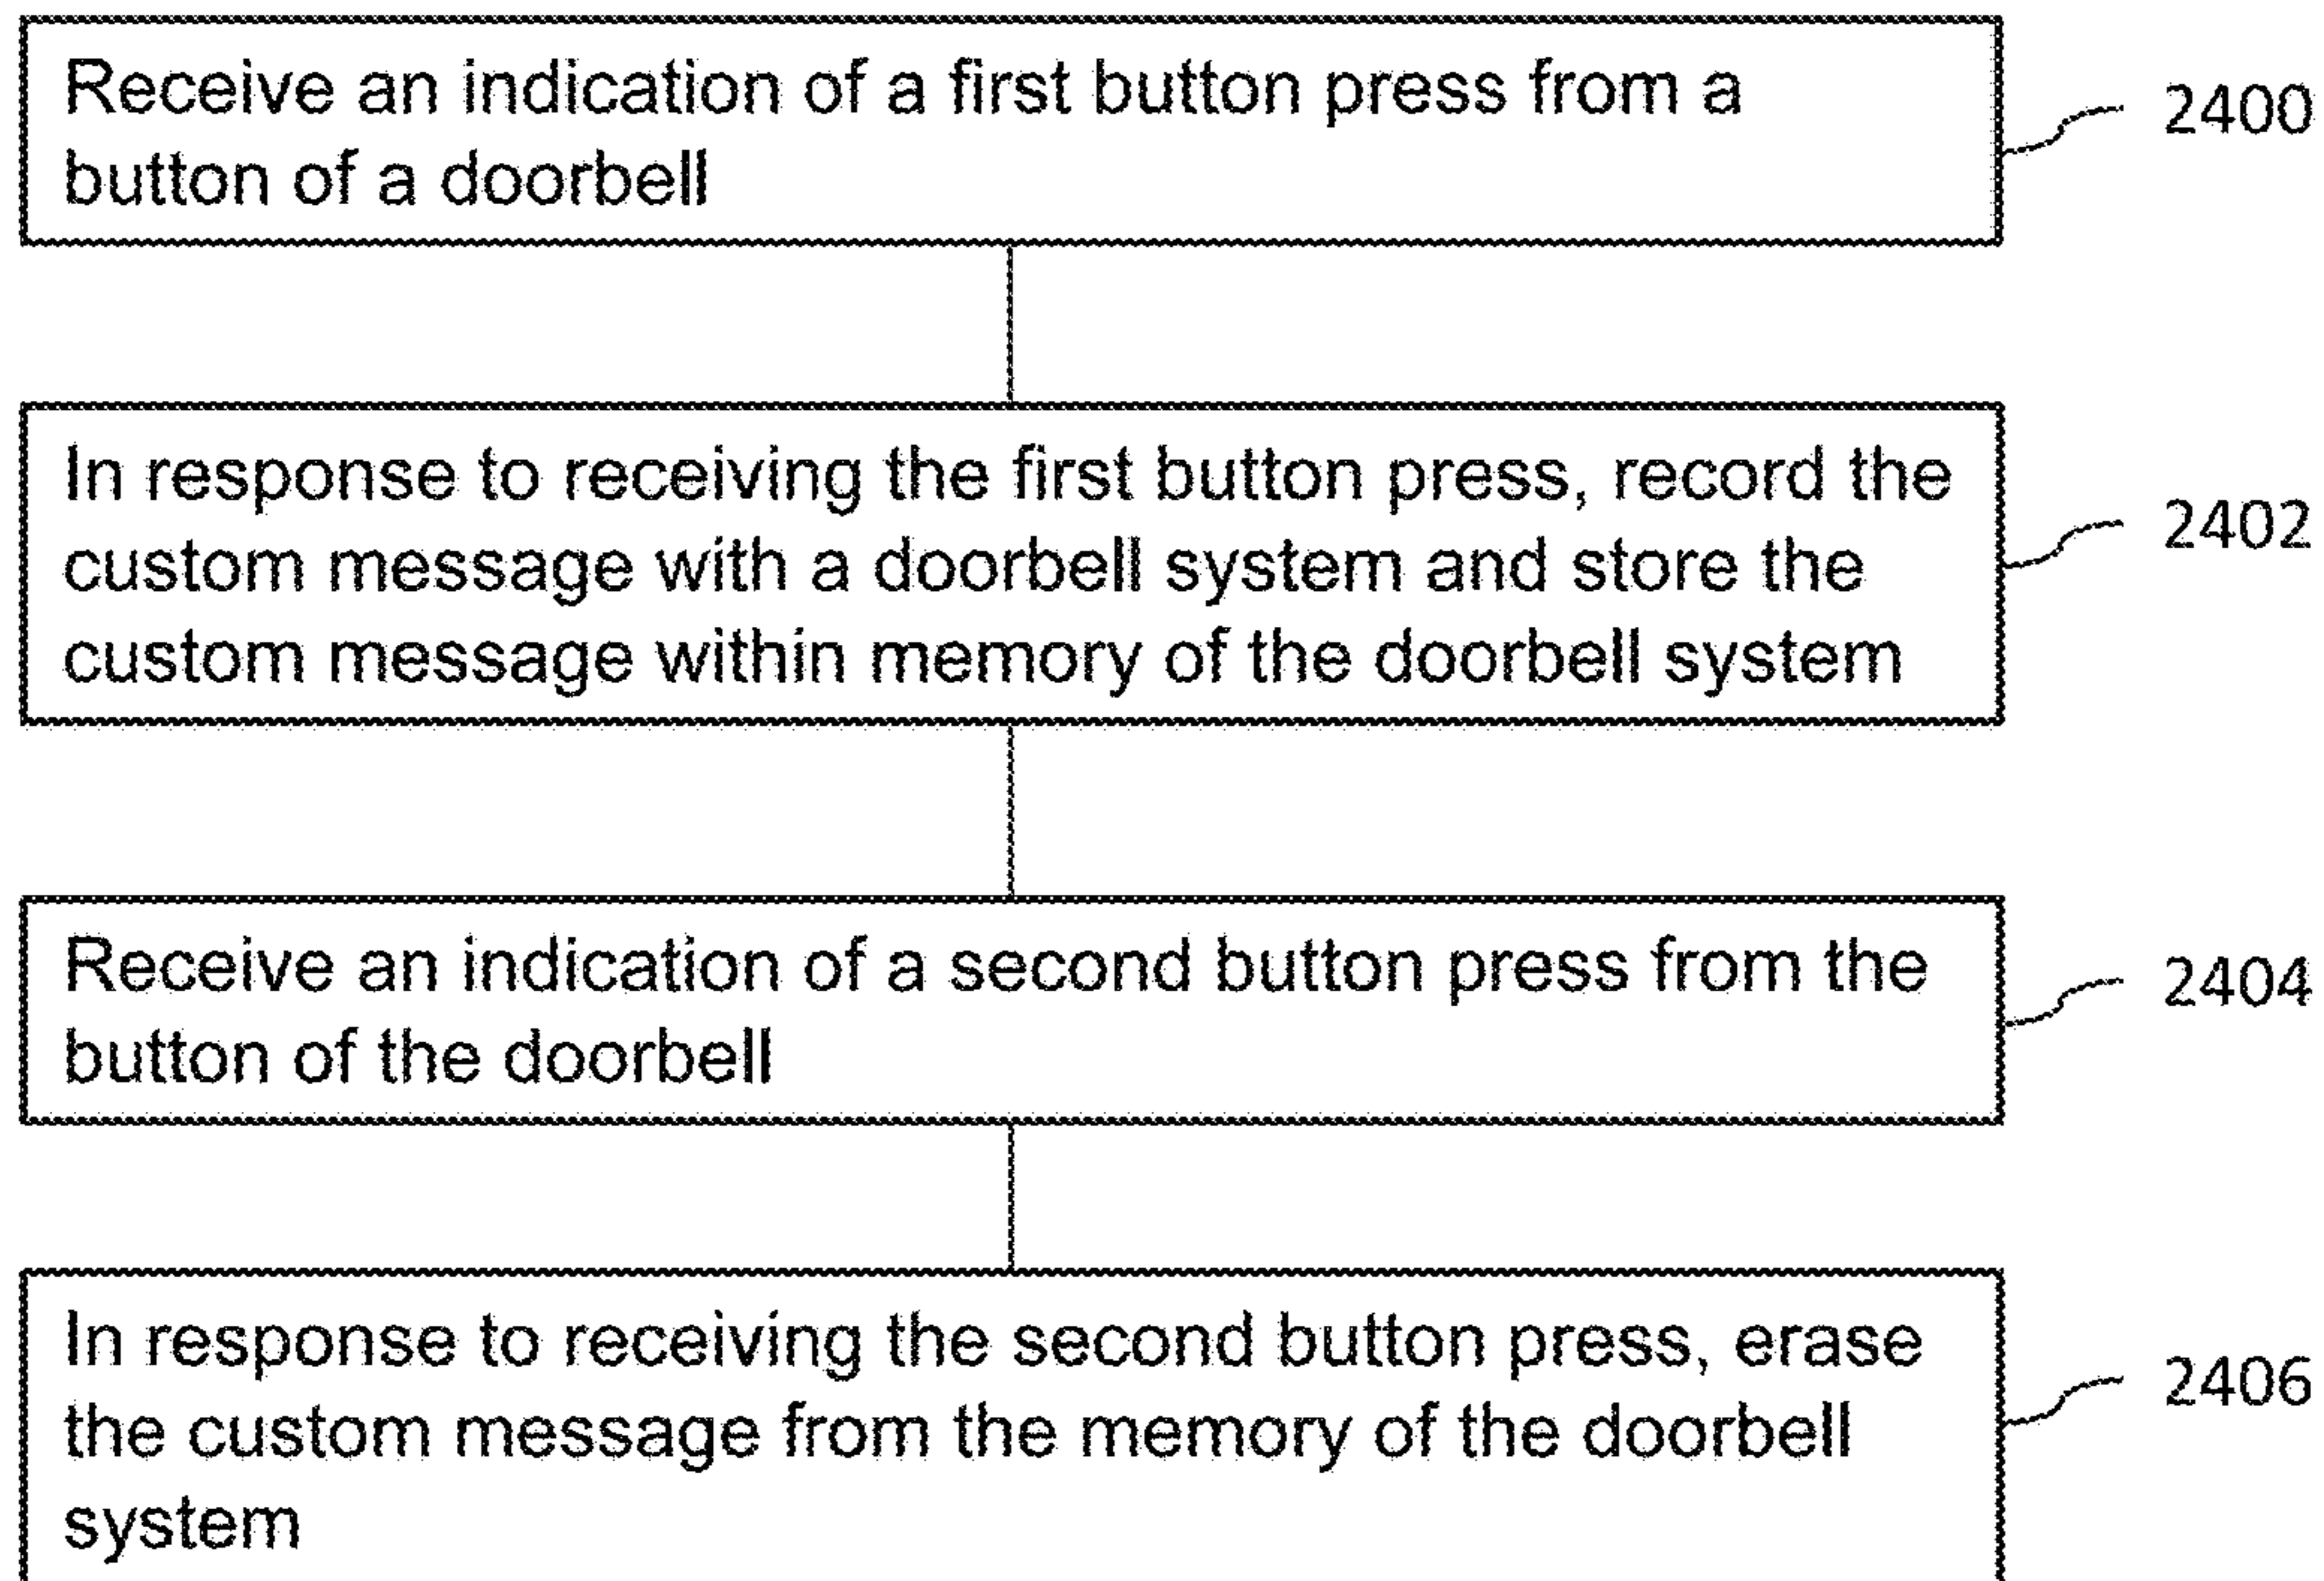 Receive an indication of a first button press from a
button of a doorbell
2400
In response to receiving the first button press, record the
custom message with a doorbell system and store the
custom message within memory of the doorbell system
2402
Receive an indication of a second button press from the
button of the doorbell
2404
In response to receiving the second button press, erase
the custom message from the memory of the doorbell
system
2406